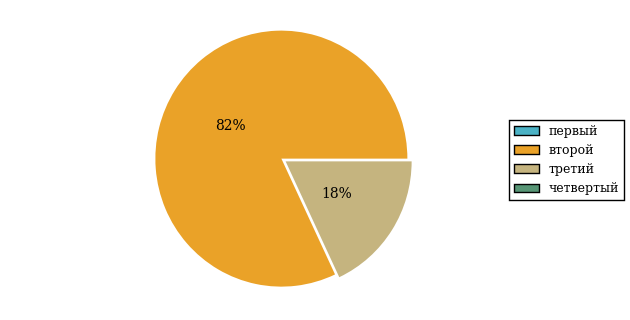 82%
18%
первый
второй
третий
четвертый